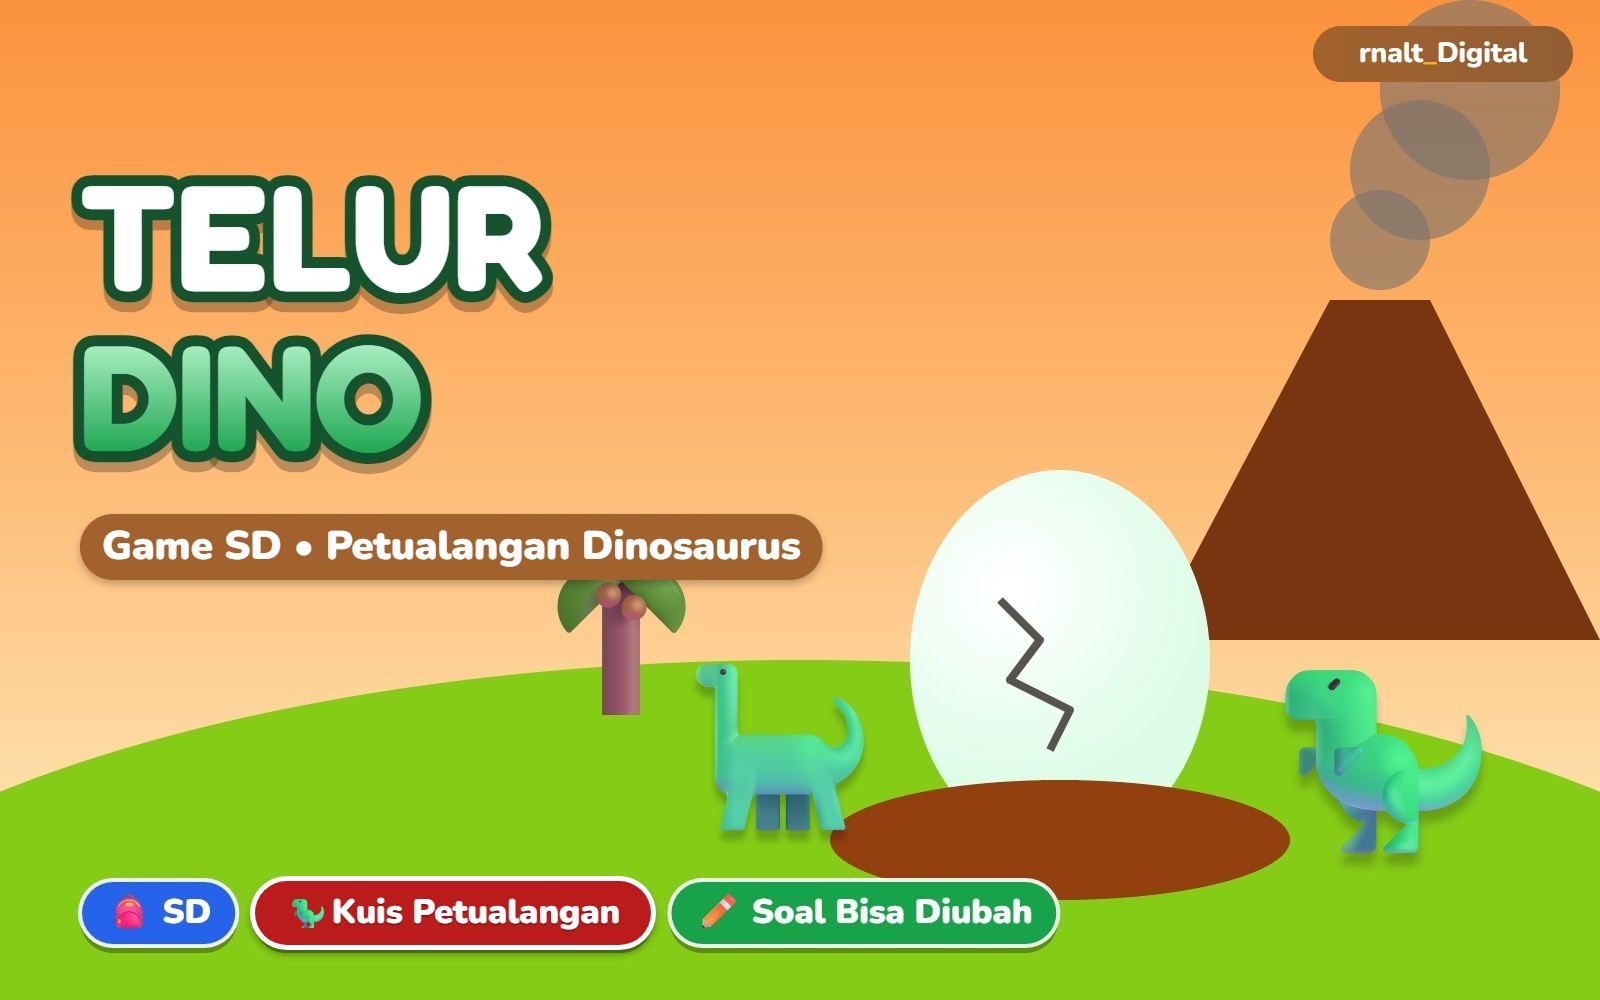 rnalt_Digital
TELUR
DINO
Game SD • Petualangan Dinosaurus
SD
Kuis Petualangan
Soal Bisa Diubah